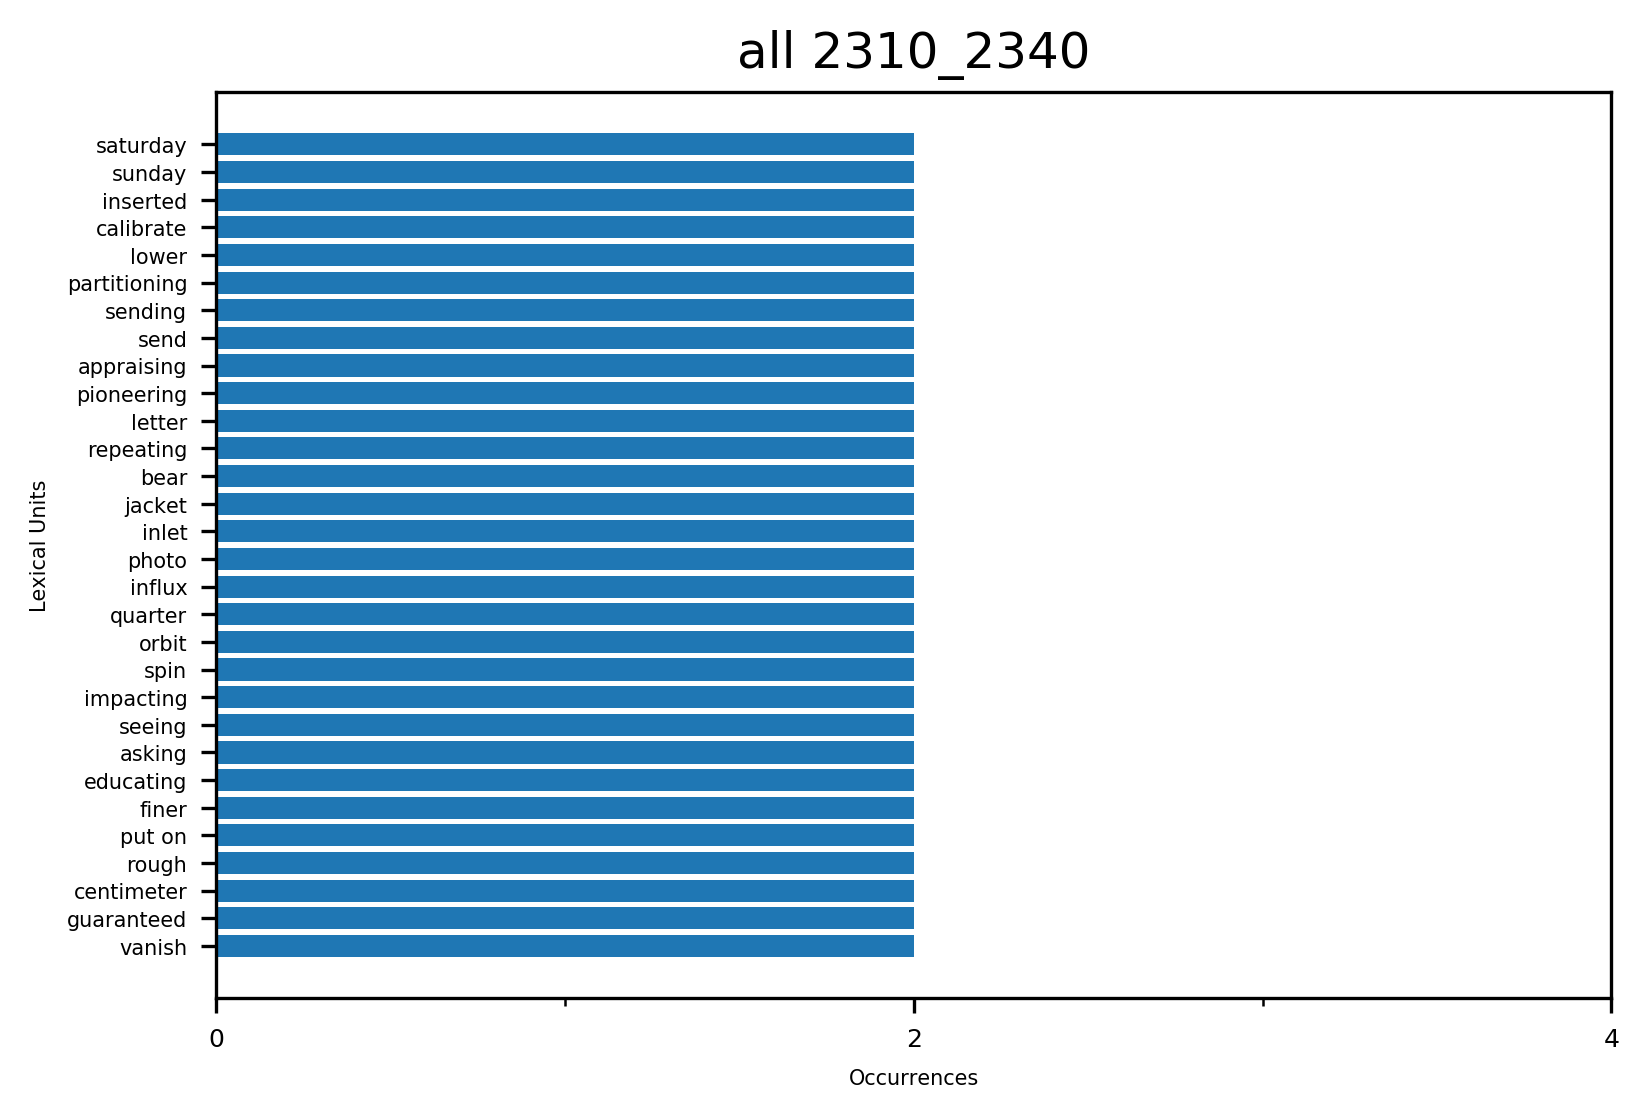 all 2310_2340
saturday
sunday
inserted
calibrate
lower
partitioning
sending
send
appraising
pioneering
letter
repeating
bear
jacket
inlet
photo
influx
quarter
orbit
spin
impacting
seeing
asking
educating
finer
put on
rough
centimeter
guaranteed
vanish
Lexical Units
0 2 4
Occurrences